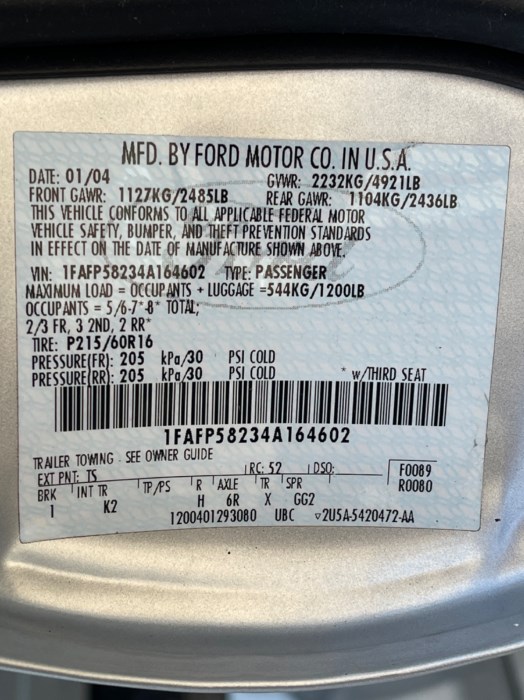 MFD. BY FORD MOTOR CO. IN U.S.A.
DATE: 01/04 GVWR: 2232KG/4921LB
FRONT GAWR: 1127KG/2485LB REAR GAWR: 1104KG/2436LB
THIS VEHICLE CONFORMS TO ALL APPLICABLE FEDERAL MOTOR
VEHICLE SAFETY, BUMPER, AND THEFT PREVENTION STANDARDS
IN EFFECT ON THE DATE OF MANUFACTURE SHOWN ABOVE.
VIN: 1FAFP58234A164602 TYPE: PASSENGER
MAXIMUM LOAD = OCCUPANTS + LUGGAGE =544KG/1200LB
OCCUPANTS = 5/6-7*-8* TOTAL;
2/3 FR, 3 2ND, 2 RR*
TIRE: P215/60R16
PRESSURE(FR): 205 kPa/30 PSI COLD
PRESSURE(RR): 205 kPa/30 PSI COLD * w/THIRD SEAT
1FAFP58234A164602
TRAILER TOWING - SEE OWNER GUIDE
EXT PNT: TS RC: 52 DSO: F0089
BRK INT TR TP/PS R AXLE TR SPR R0080
1 K2 H 6R X GG2
1200401293080 UBC ▽2U5A-5420472-AA